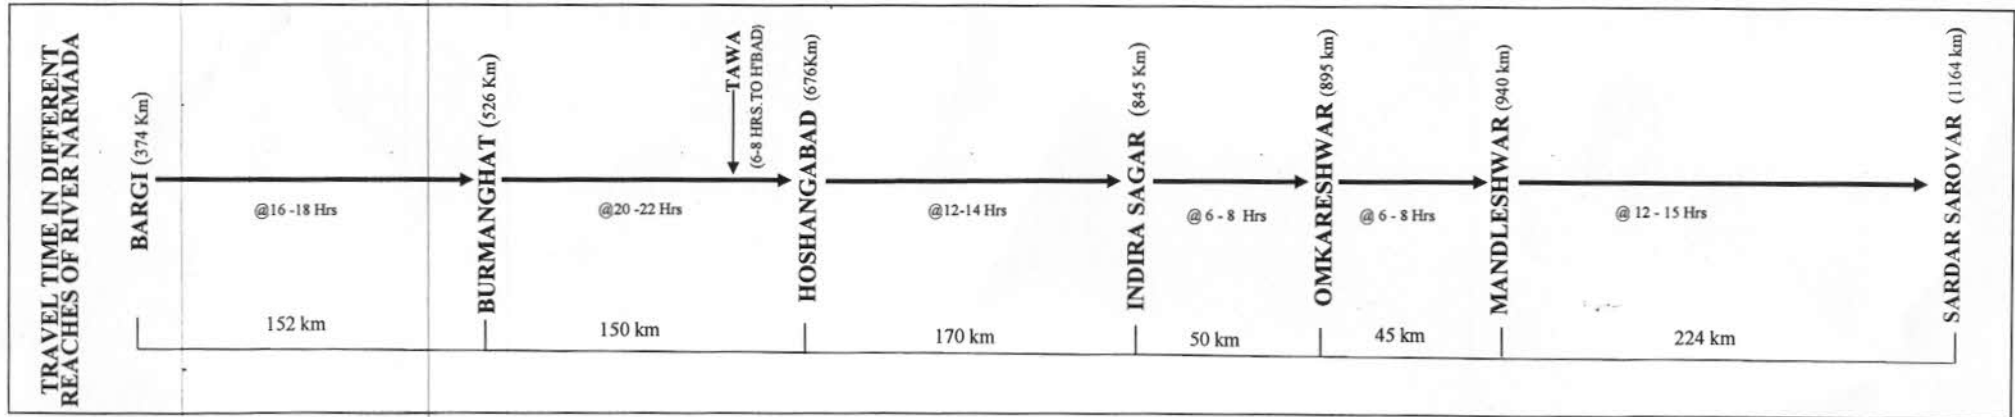 TRAVEL TIME IN DIFFERENT
REACHES OF RIVER NARMADA
BARGI (374 Km)
@16 -18 Hrs
BURMANGHAT (526 Km)
@20 -22 Hrs
TAWA
(6-8 HRS.TO H'BAD)
HOSHANGABAD (676Km)
@12-14 Hrs
INDIRA SAGAR (845 Km)
@ 6 - 8 Hrs
OMKARESHWAR (895 km)
@ 6 - 8 Hrs
MANDLESHWAR (940 km)
@ 12 - 15 Hrs
SARDAR SAROVAR (1164 km)
152 km
150 km
170 km
50 km
45 km
224 km